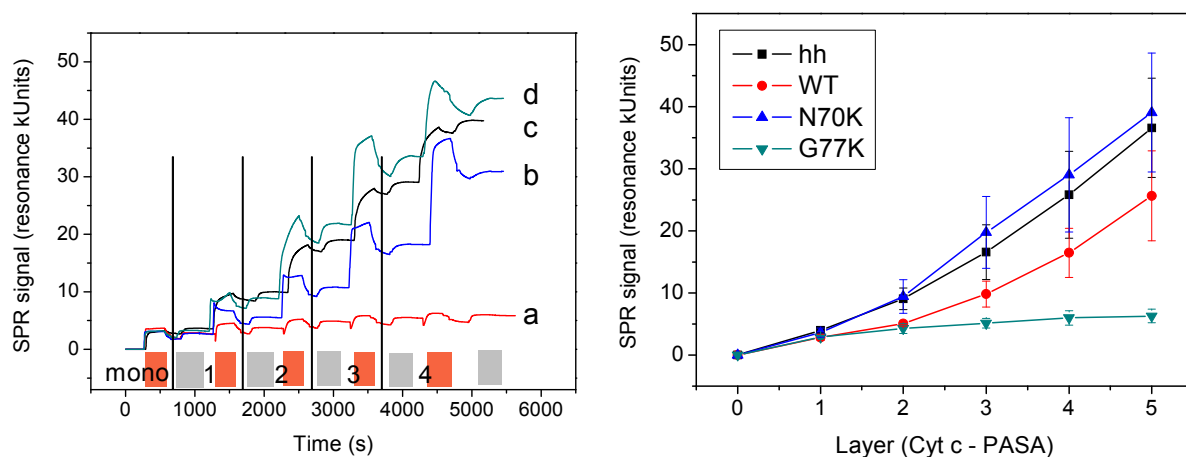 SPR signal (resonance kUnits)
50
40
30
20
10
0
d
c
b
a
mono 1 2 3 4
0 1000 2000 3000 4000 5000 6000
Time (s)
SPR signal (resonance kUnits)
50
40
30
20
10
0
hh
WT
N70K
G77K
0 1 2 3 4 5
Layer (Cyt c - PASA)